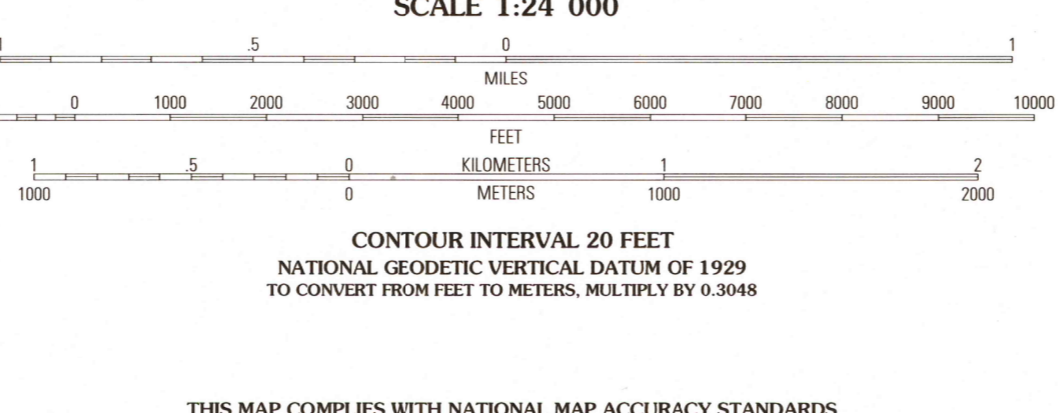 SCALE 1:24 000
1 .5 0 1
MILES
0 1000 2000 3000 4000 5000 6000 7000 8000 9000 10000
FEET
1 .5 0 KILOMETERS 1 2
1000 0 METERS 1000 2000
CONTOUR INTERVAL 20 FEET
NATIONAL GEODETIC VERTICAL DATUM OF 1929
TO CONVERT FROM FEET TO METERS, MULTIPLY BY 0.3048
THIS MAP COMPLIES WITH NATIONAL MAP ACCURACY STANDARDS